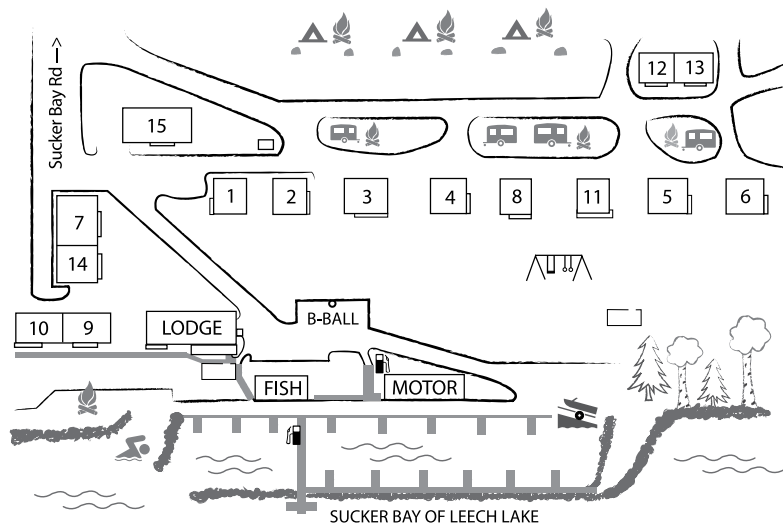 Sucker Bay Rd -->
12 13
15
1 2 3 4 8 11 5 6
7
14
10 9
LODGE
B-BALL
FISH
MOTOR
SUCKER BAY OF LEECH LAKE